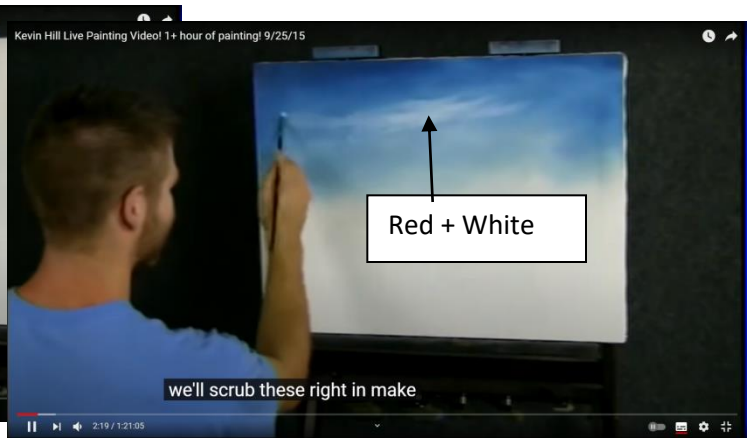 Kevin Hill Live Painting Video! 1+ hour of painting! 9/25/15
Red + White
we'll scrub these right in make
2:19 / 1:21:05